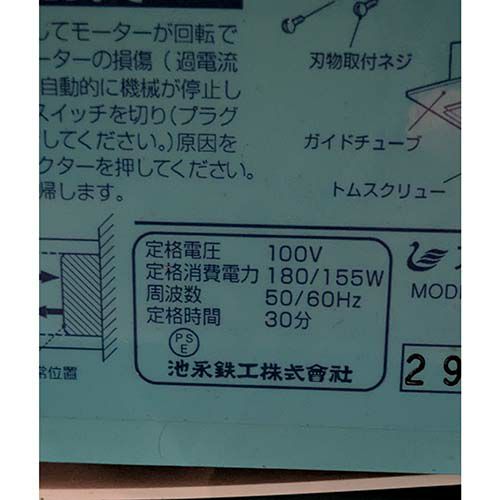 してモーターが回転で
ーターの損傷（過電流
自動的に機械が停止し
スイッチを切り(プラグ
してください。)原因を
クターを押してください。
帰します。
刃物取付ネジ
ガイドチューブ
トムスクリュー
定格電圧 100V
定格消費電力 180/155W
周波数 50/60Hz
定格時間 30分
PS
E
池永鉄工株式會社
常位置
MOD
29